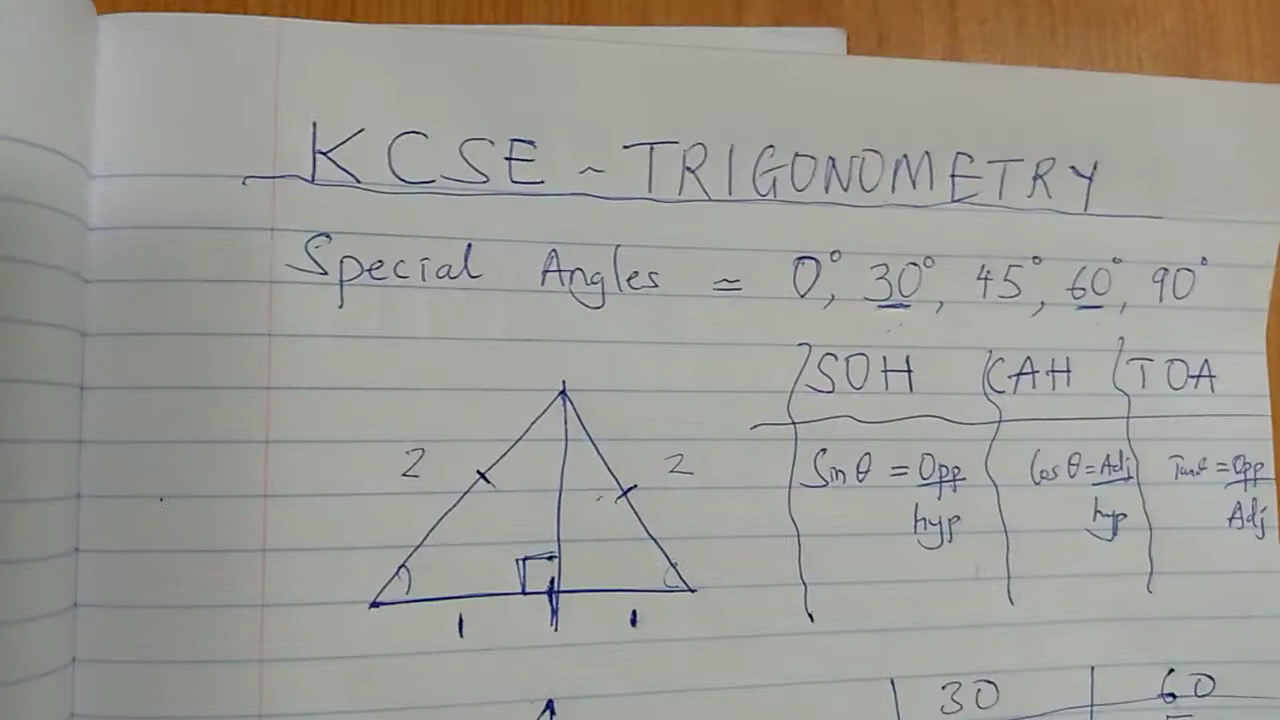 KCSE ~ TRIGONOMETRY
Special Angles = 0°, 30°, 45°, 60°, 90°
SOH CAH TOA
2 2
Sin θ = Opp/hyp Cos θ = Adj/hyp Tan θ = Opp/Adj
1 1
30 60